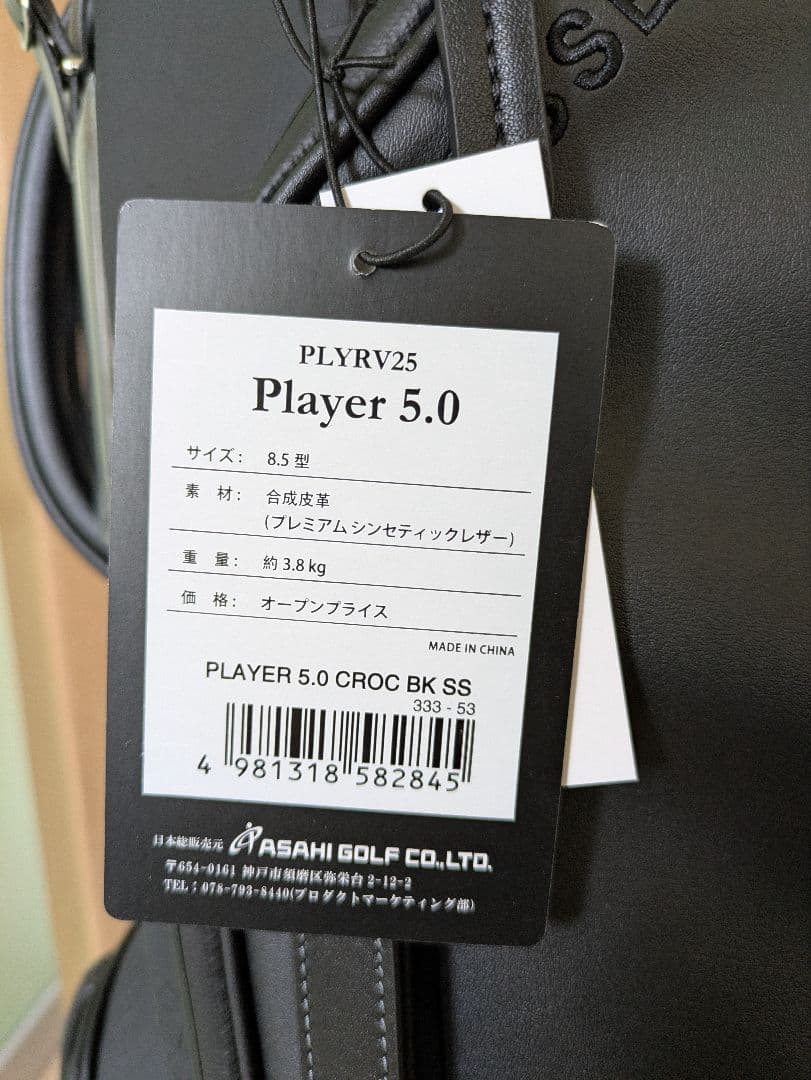 PLYRV25
Player 5.0
サイズ： 8.5 型
素 材： 合成皮革
(プレミアムシンセティックレザー)
重 量： 約 3.8 kg
価 格： オープンプライス
MADE IN CHINA
PLAYER 5.0 CROC BK SS
333 - 53
4 981318 582845
日本総販売元 ASAHI GOLF CO.,LTD.
〒654-0161 神戸市須磨区弥栄台 2-12-2
TEL：078-793-8440(プロダクトマーケティング部)